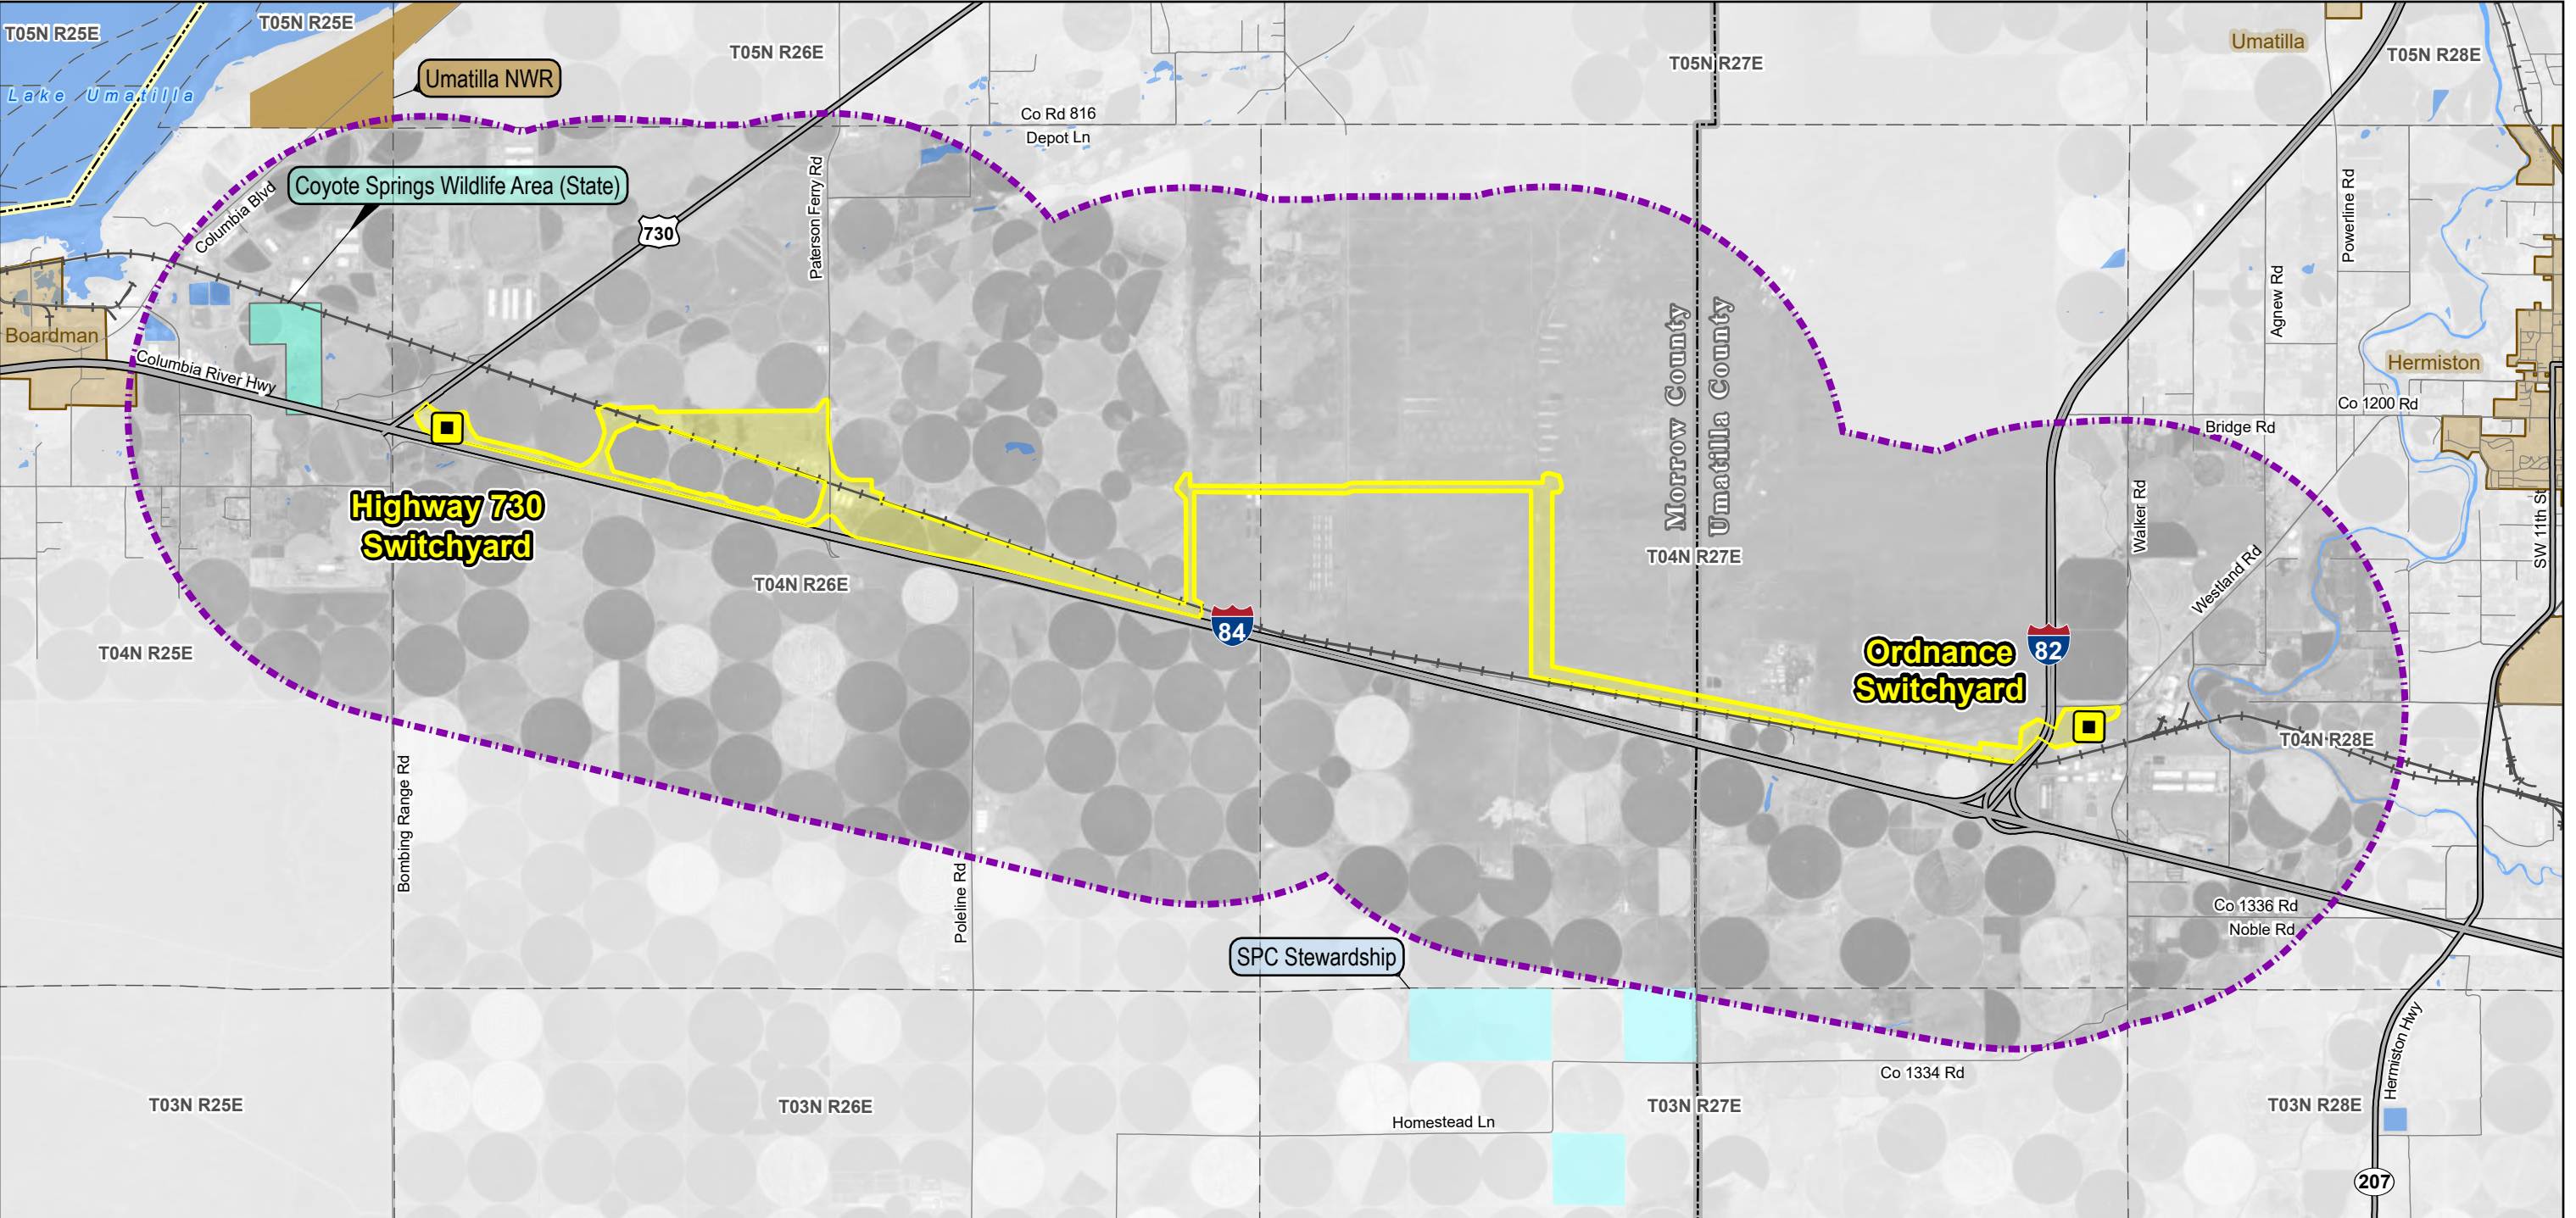 T05N R25E
T05N R25E
T05N R26E
T05N R27E
Umatilla
T05N R28E
Lake Umatilla
Umatilla NWR
Co Rd 816
Depot Ln
Coyote Springs Wildlife Area (State)
Columbia Blvd
730
Paterson Ferry Rd
Powerline Rd
Agnew Rd
Boardman
Columbia River Hwy
Morrow County
Umatilla County
Hermiston
Co 1200 Rd
Bridge Rd
Highway 730
Switchyard
Walker Rd
SW 11th St
T04N R26E
T04N R27E
Westland Rd
84
82
T04N R25E
Ordnance
Switchyard
T04N R28E
Bombing Range Rd
Poleline Rd
Co 1336 Rd
Noble Rd
SPC Stewardship
Co 1334 Rd
Hermiston Hwy
T03N R25E
T03N R26E
T03N R27E
T03N R28E
Homestead Ln
207